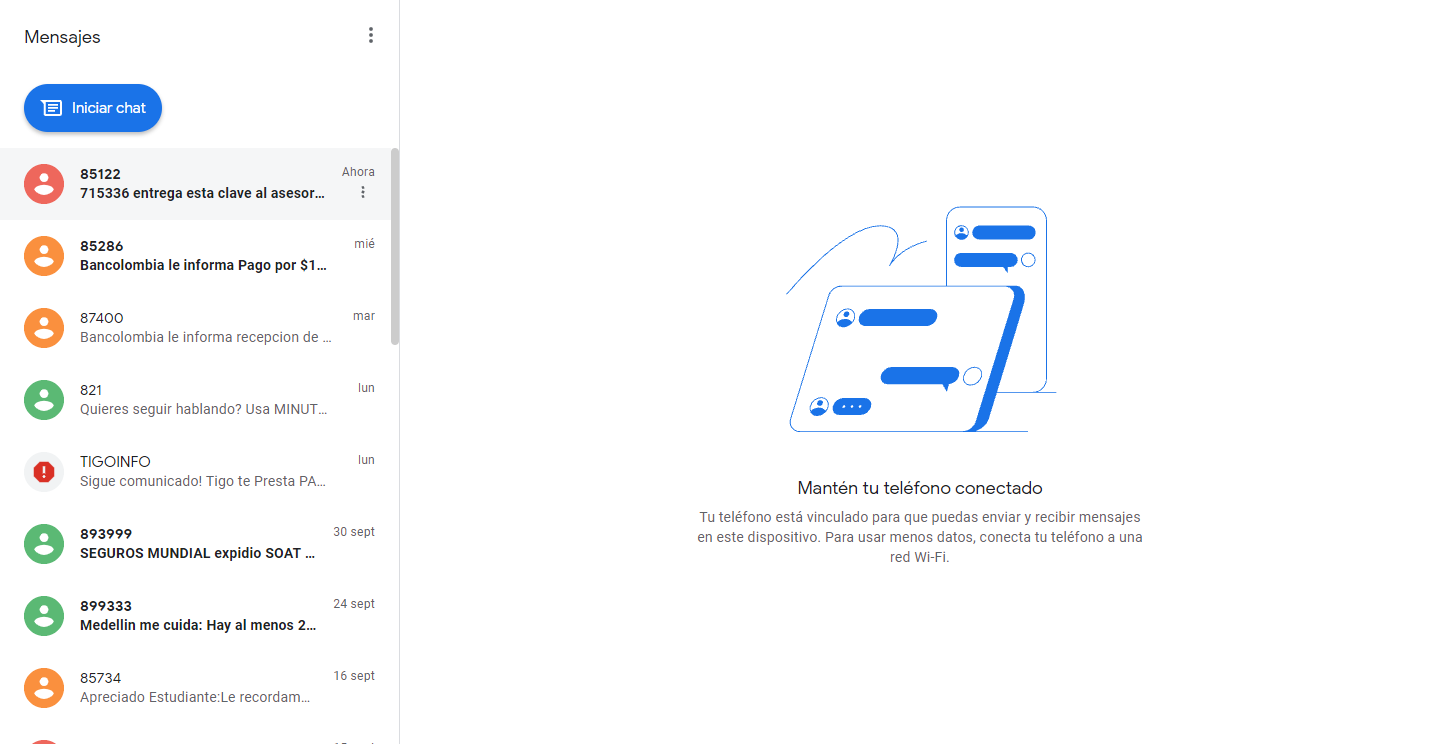 Mensajes
Iniciar chat
85122
Ahora
715336 entrega esta clave al asesor...
85286
mié
Bancolombia le informa Pago por $1...
87400
mar
Bancolombia le informa recepcion de ...
821
lun
Quieres seguir hablando? Usa MINUT...
TIGOINFO
lun
Sigue comunicado! Tigo te Presta PA...
893999
30 sept
SEGUROS MUNDIAL expidio SOAT ...
899333
24 sept
Medellin me cuida: Hay al menos 2...
85734
16 sept
Apreciado Estudiante:Le recordam...
Mantén tu teléfono conectado
Tu teléfono está vinculado para que puedas enviar y recibir mensajes
en este dispositivo. Para usar menos datos, conecta tu teléfono a una
red Wi-Fi.